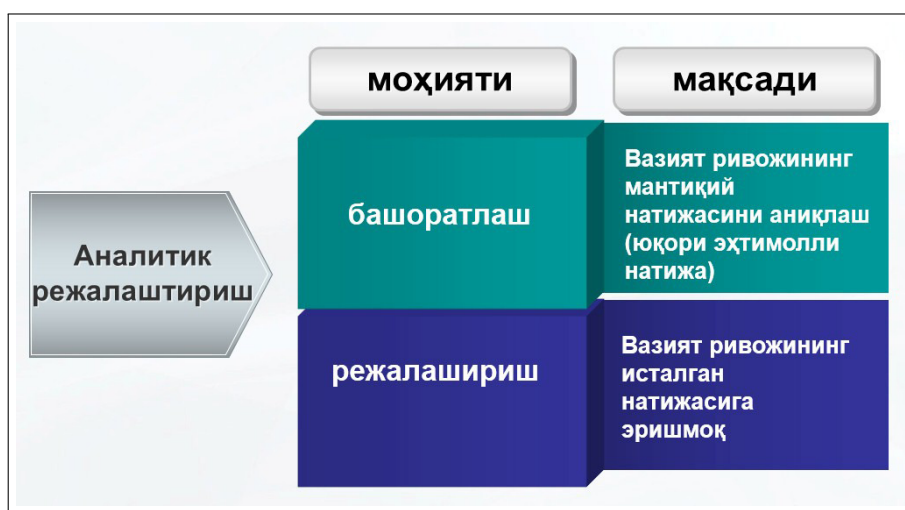 моҳияти
мақсади
Аналитик
режалаштириш
башоратлаш
Вазият ривожининг
мантиқий
натижасини аниқлаш
(юқори эҳтимолли
натижа)
режалашириш
Вазият ривожининг
исталган
натижасига
эришмоқ